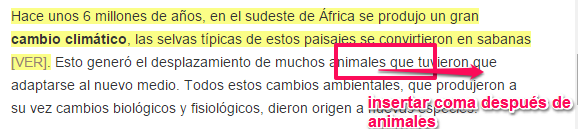 Hace unos 6 millones de años, en el sudeste de África se produjo un gran
cambio climático, las selvas típicas de estos paisajes se convirtieron en sabanas
[VER]. Esto generó el desplazamiento de muchos animales que tuvieron que
adaptarse al nuevo medio. Todos estos cambios ambientales, que produjeron a
su vez cambios biológicos y fisiológicos, dieron origen a nuevas especies.
insertar coma después de
animales